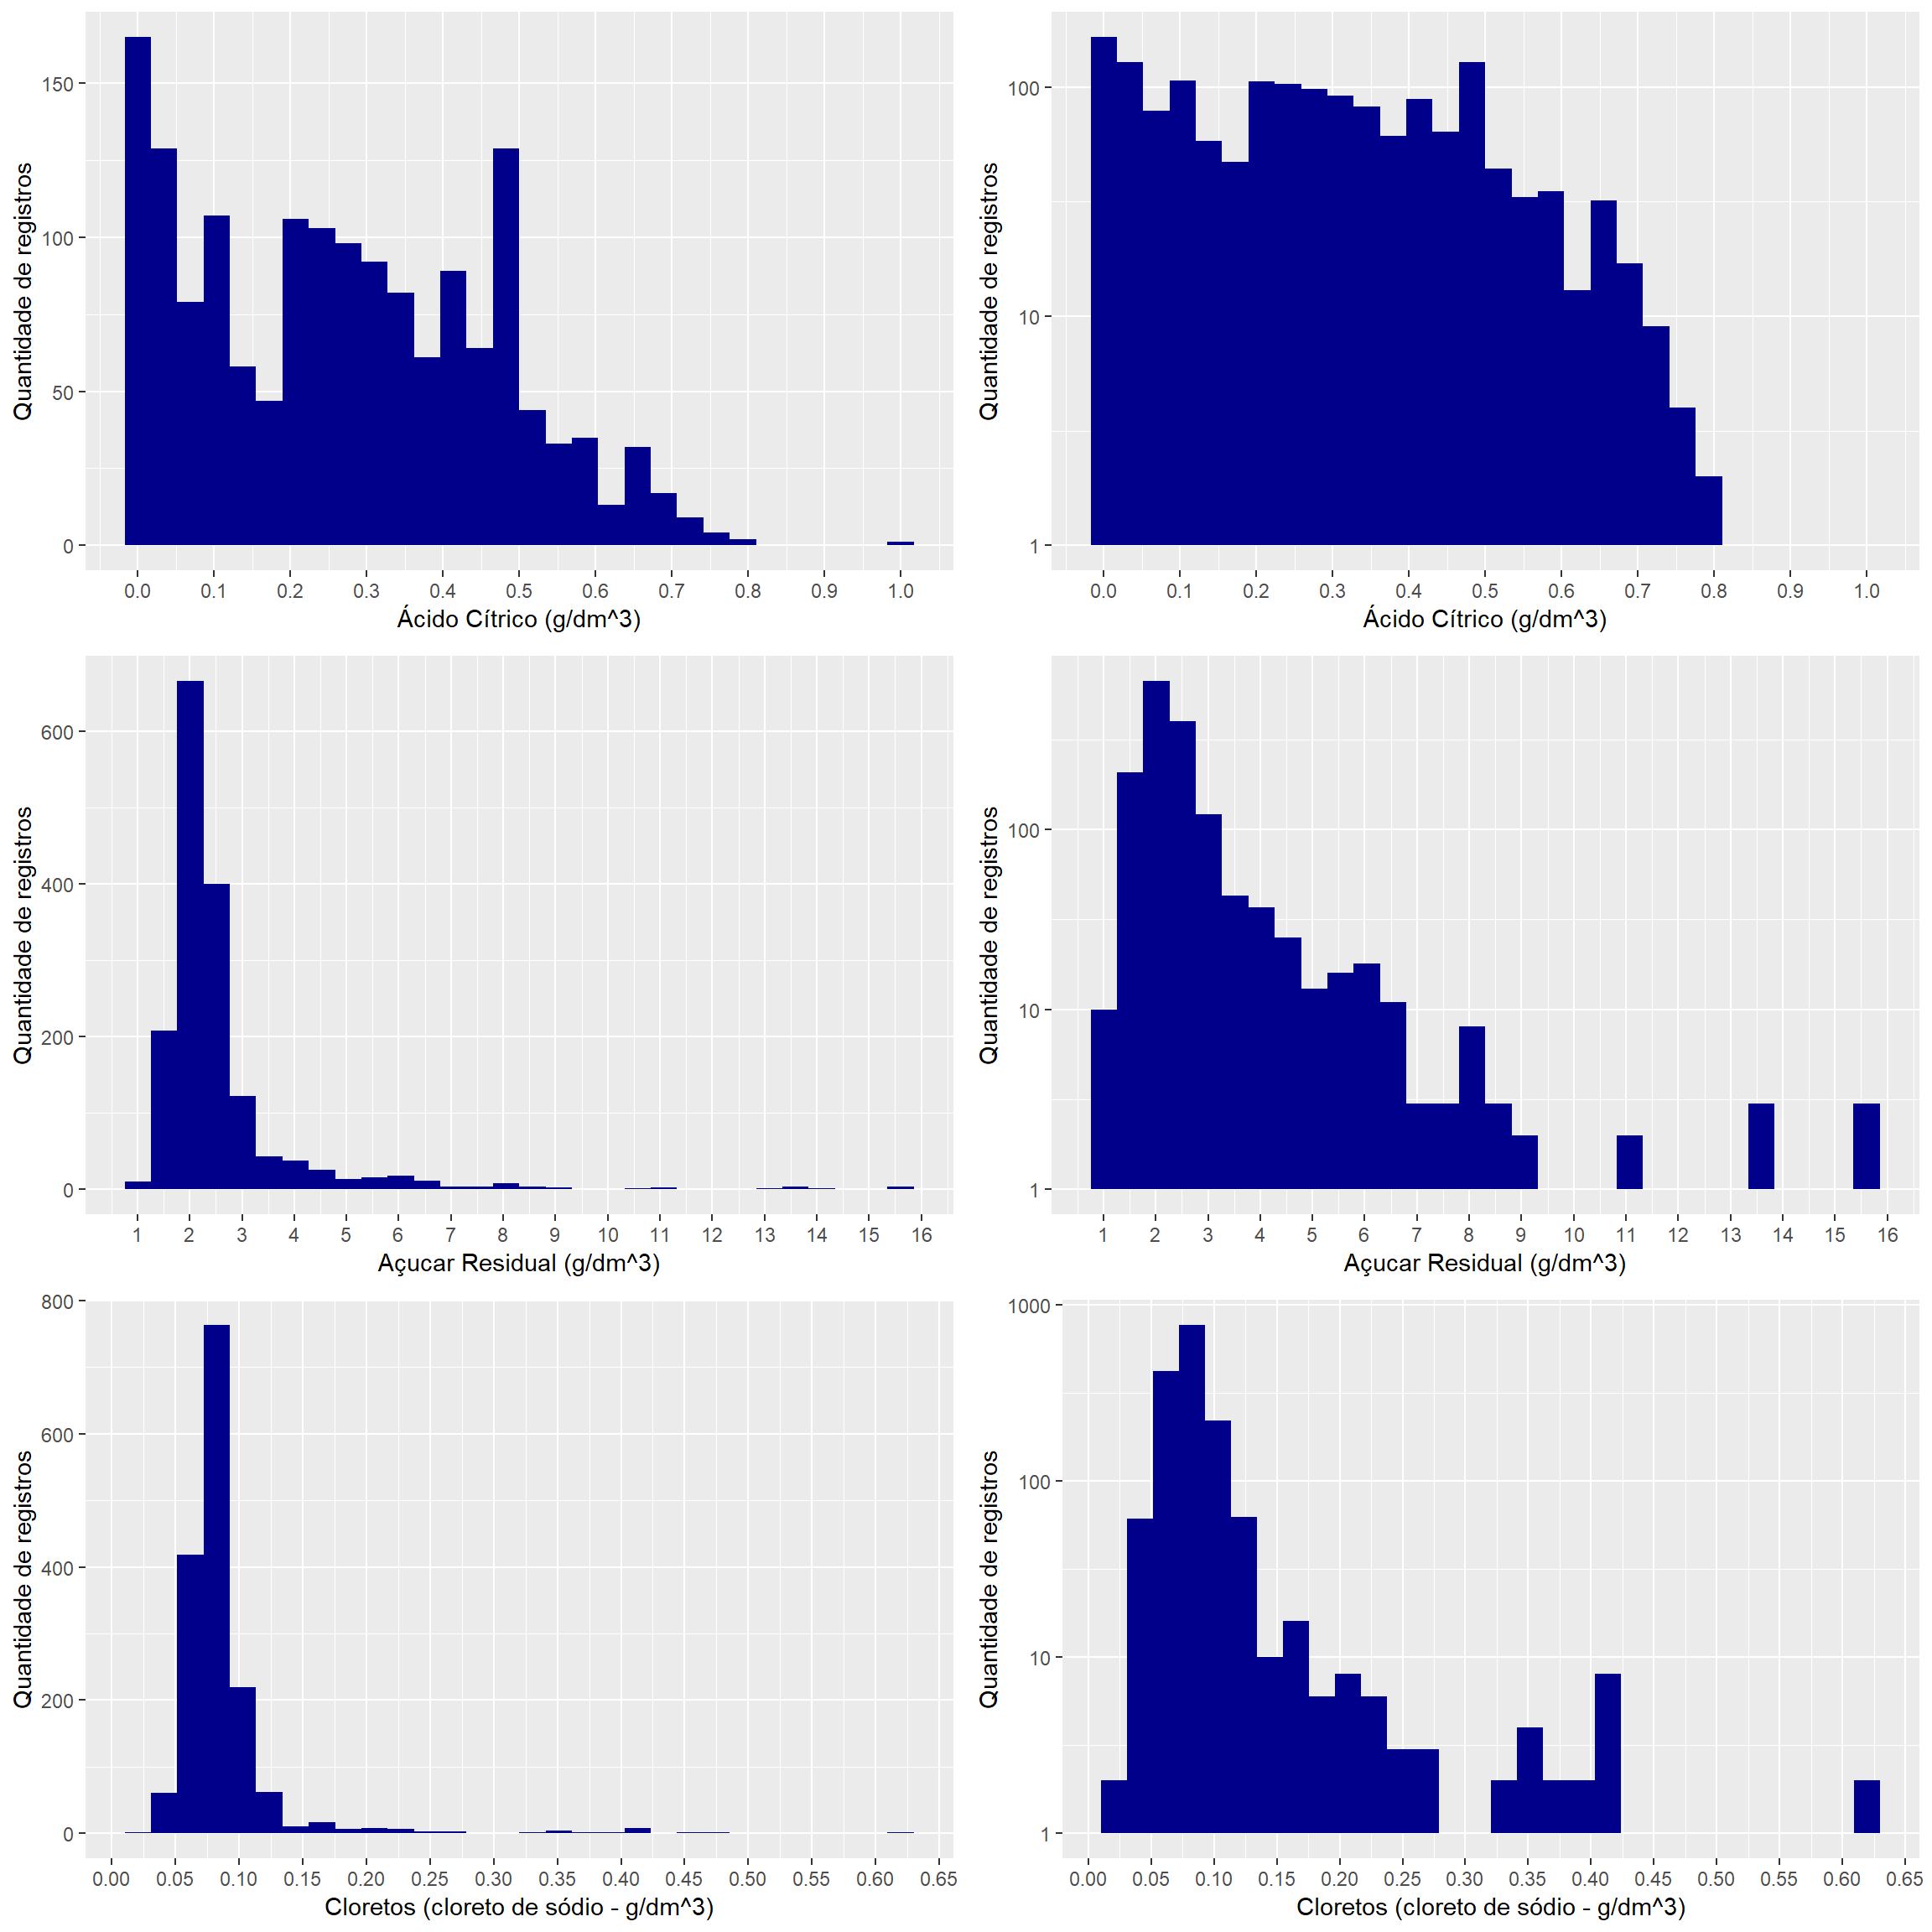 Quantidade de registros
150
100
50
0
0.0 0.1 0.2 0.3 0.4 0.5 0.6 0.7 0.8 0.9 1.0
Ácido Cítrico (g/dm^3)
Quantidade de registros
100
10
1
0.0 0.1 0.2 0.3 0.4 0.5 0.6 0.7 0.8 0.9 1.0
Ácido Cítrico (g/dm^3)
Quantidade de registros
600
400
200
0
1 2 3 4 5 6 7 8 9 10 11 12 13 14 15 16
Açucar Residual (g/dm^3)
Quantidade de registros
100
10
1
1 2 3 4 5 6 7 8 9 10 11 12 13 14 15 16
Açucar Residual (g/dm^3)
Quantidade de registros
800
600
400
200
0
0.00 0.05 0.10 0.15 0.20 0.25 0.30 0.35 0.40 0.45 0.50 0.55 0.60 0.65
Cloretos (cloreto de sódio - g/dm^3)
Quantidade de registros
1000
100
10
1
0.00 0.05 0.10 0.15 0.20 0.25 0.30 0.35 0.40 0.45 0.50 0.55 0.60 0.65
Cloretos (cloreto de sódio - g/dm^3)